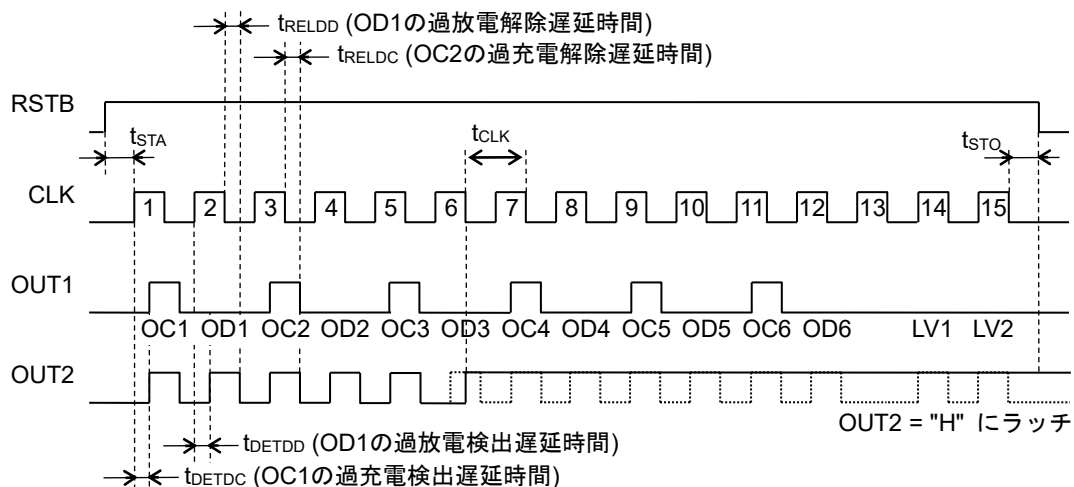 tRELDD (OD1の過放電解除遅延時間)
tRELDC (OC2の過充電解除遅延時間)
RSTB
tSTA
tCLK
tSTO
CLK
1 2 3 4 5 6 7 8 9 10 11 12 13 14 15
OUT1
OC1 OD1 OC2 OD2 OC3 OD3 OC4 OD4 OC5 OD5 OC6 OD6 LV1 LV2
OUT2
OUT2 = "H" にラッチ
tDETDD (OD1の過放電検出遅延時間)
tDETDC (OC1の過充電検出遅延時間)